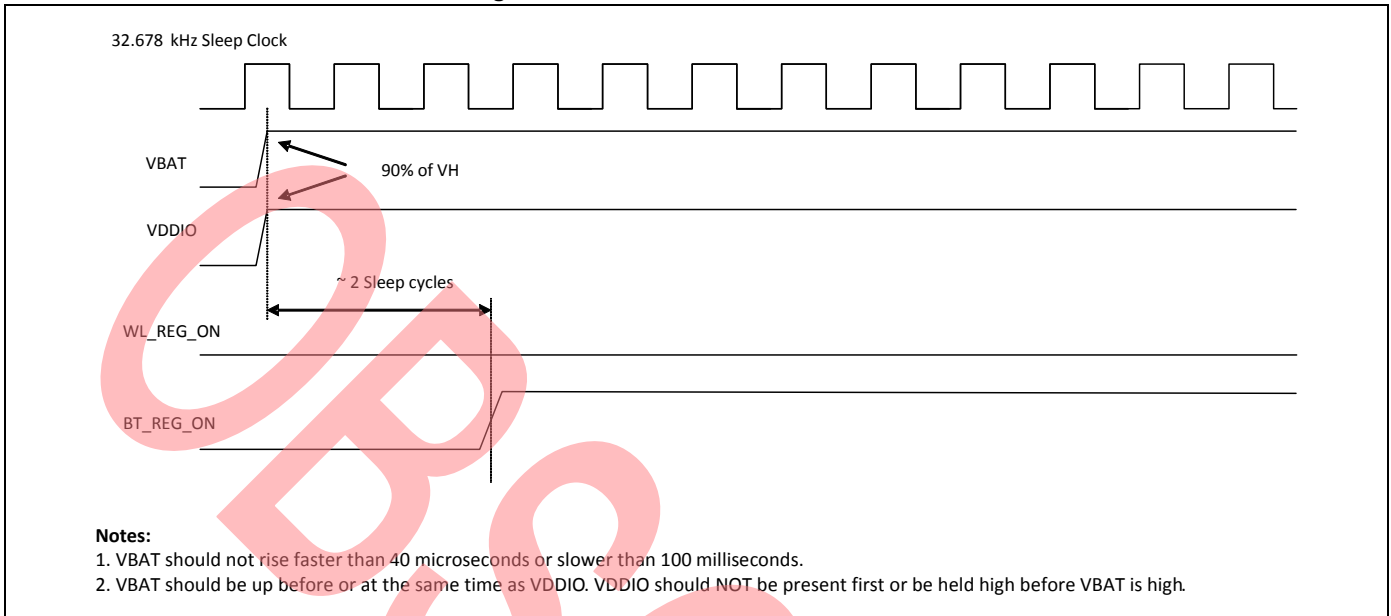 32.678 kHz Sleep Clock
VBAT
90% of VH
VDDIO
~ 2 Sleep cycles
WL_REG_ON
BT_REG_ON
Notes:
1. VBAT should not rise faster than 40 microseconds or slower than 100 milliseconds.
2. VBAT should be up before or at the same time as VDDIO. VDDIO should NOT be present first or be held high before VBAT is high.
OBS